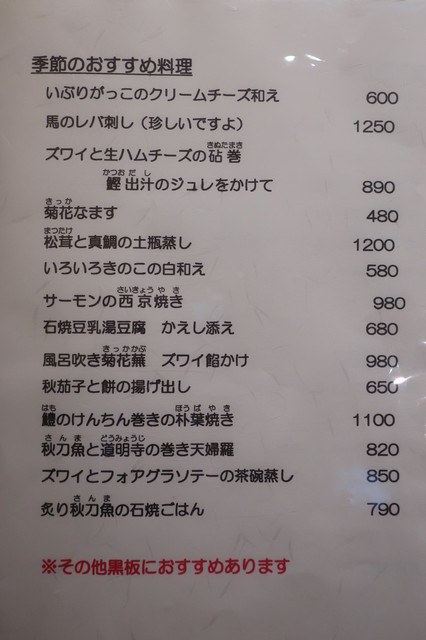 季節のおすすめ料理
いぶりがっこのクリームチーズ和え 600
馬のレバ刺し（珍しいですよ） 1250
きぬたまき
ズワイと生ハムチーズの砧巻
かつおだし
鰹出汁のジュレをかけて 890
きっか
菊花なます 480
まつたけ
松茸と真鯛の土瓶蒸し 1200
いろいろきのこの白和え 580
さいきょうやき
サーモンの西京焼き 980
石焼豆乳湯豆腐　かえし添え 680
きっかかぶ
風呂吹き菊花蕪　ズワイ餡かけ 980
秋茄子と餅の揚げ出し 650
はも ほうばやき
鱧のけんちん巻きの朴葉焼き 1100
さんま どうみょうじ
秋刀魚と道明寺の巻き天婦羅 820
ズワイとフォアグラソテーの茶碗蒸し 850
さんま
炙り秋刀魚の石焼ごはん 790
※その他黒板におすすめあります